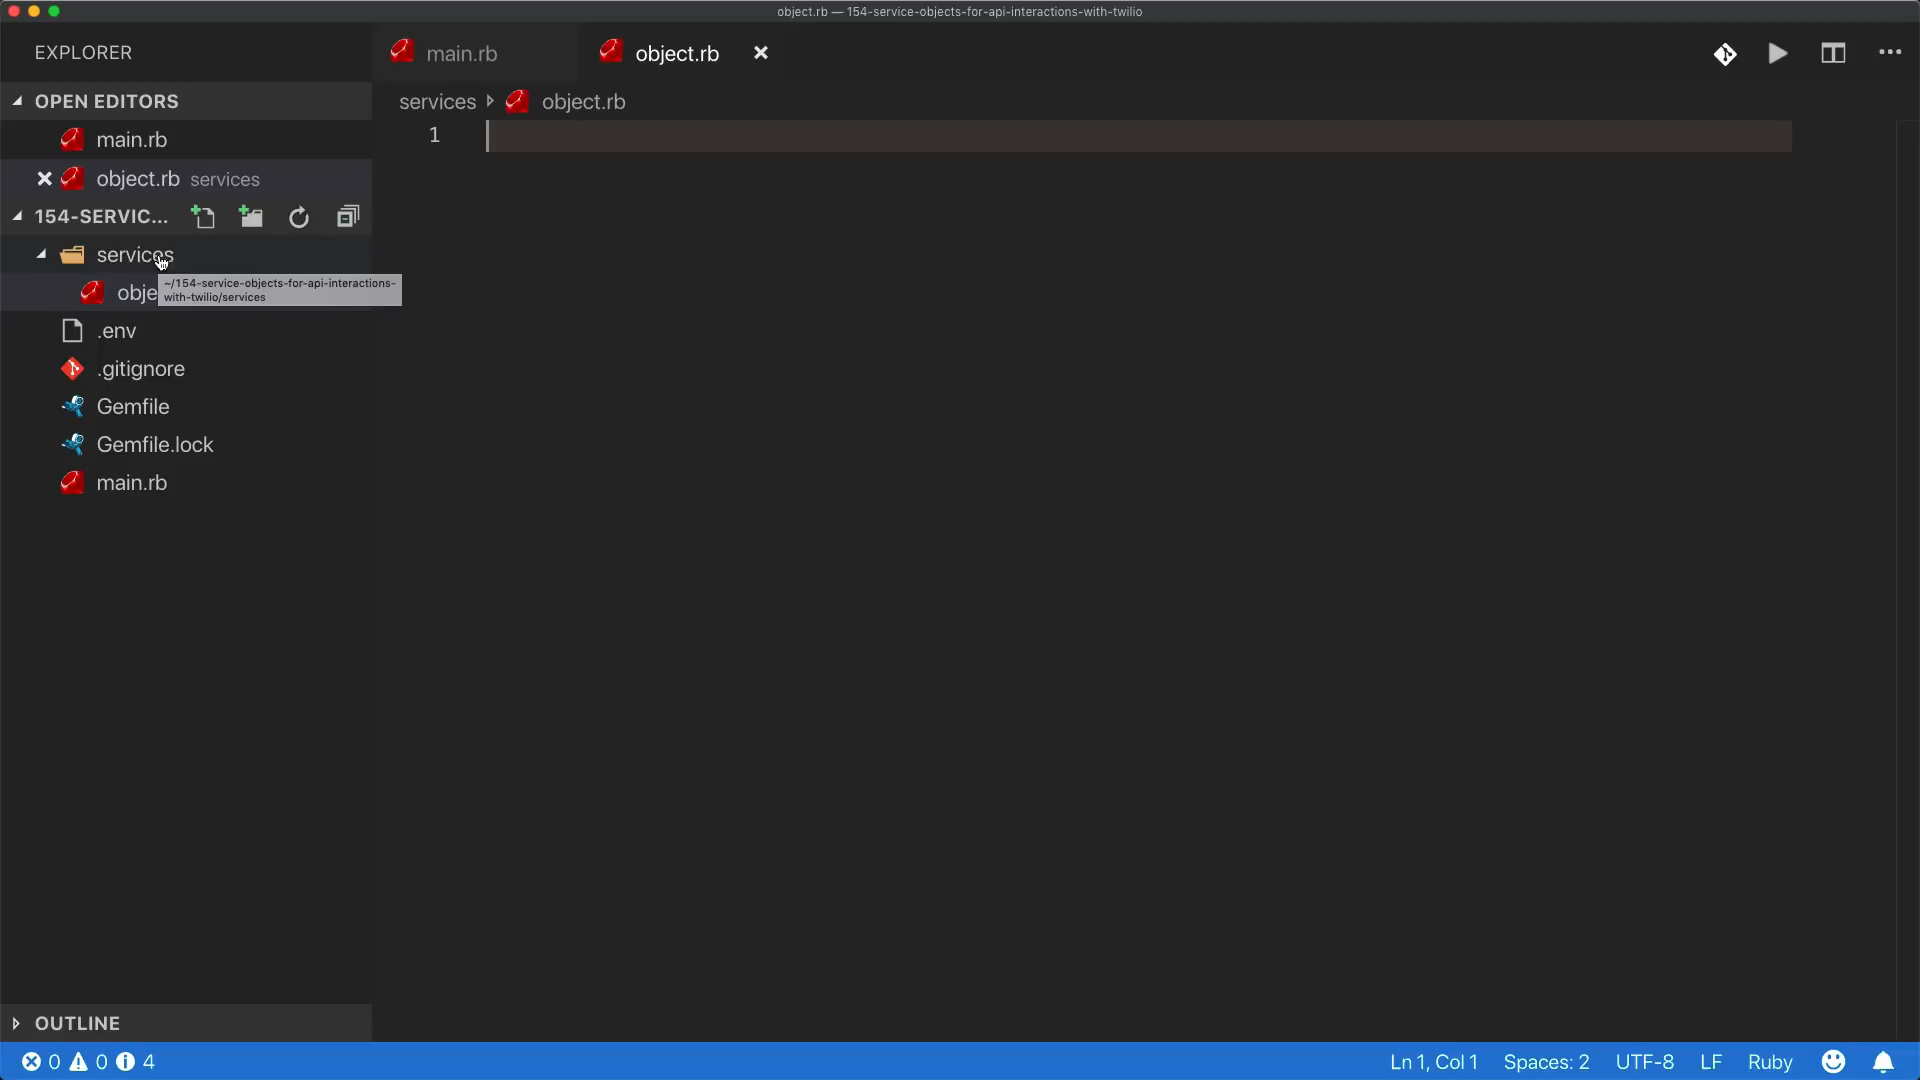 object.rb — 154-service-objects-for-api-interactions-with-twilio
EXPLORER
main.rb
object.rb
OPEN EDITORS
services
object.rb
main.rb
1
object.rb services
154-SERVIC...
services
obje
~/154-service-objects-for-api-interactions-
with-twilio/services
.env
.gitignore
Gemfile
Gemfile.lock
main.rb
OUTLINE
0 0 4
Ln 1, Col 1 Spaces: 2 UTF-8 LF Ruby